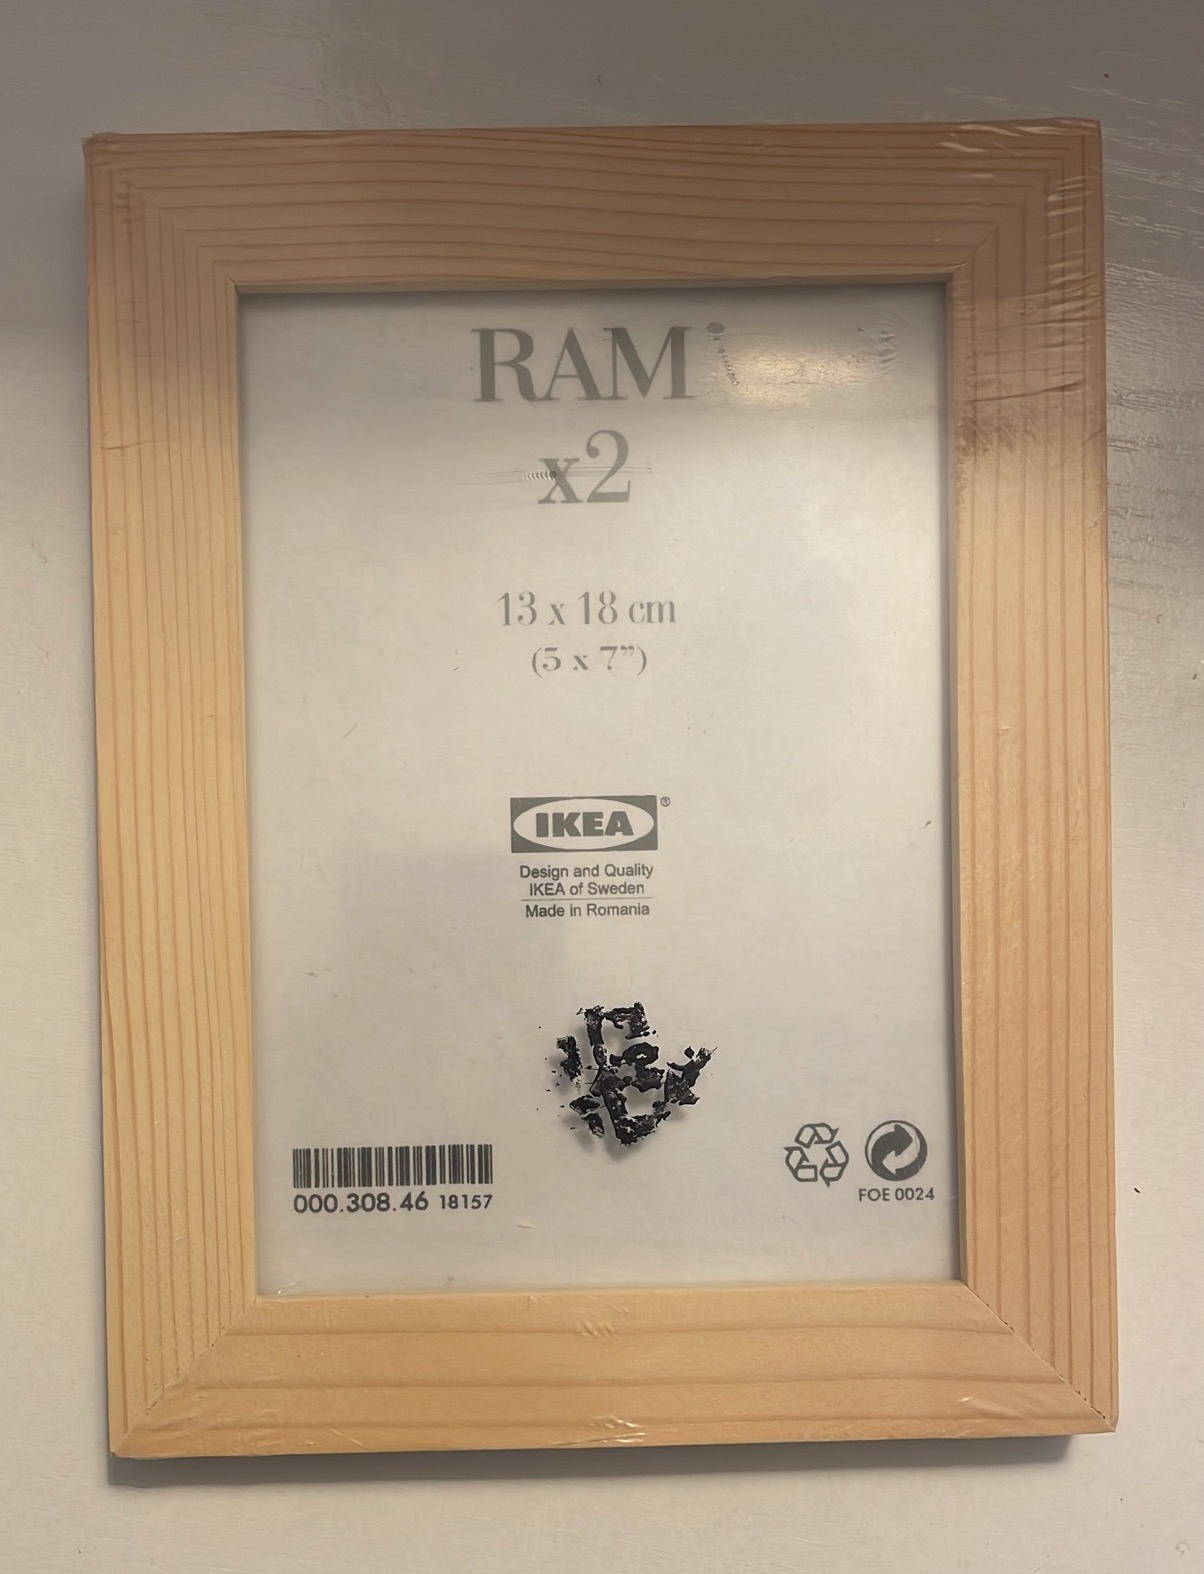 RAM
x2
13 x 18 cm
(5 x 7”)
IKEA®
Design and Quality
IKEA of Sweden
Made in Romania
000.308.46 18157
FOE 0024